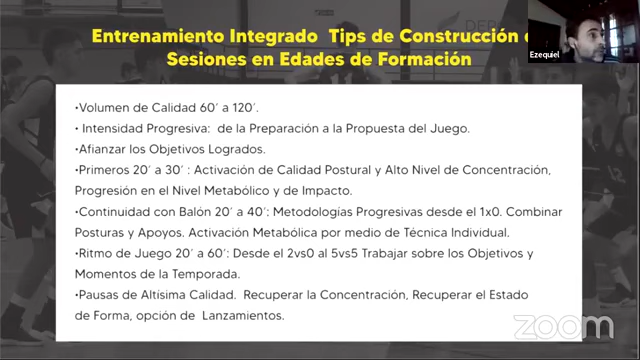 Entrenamiento Integrado  Tips de Construcción
Sesiones en Edades de Formación
DEP
Ezequiel
•Volumen de Calidad 60´ a 120´.
• Intensidad Progresiva:  de la Preparación a la Propuesta del Juego.
•Afianzar los Objetivos Logrados.
•Primeros 20´ a 30´ : Activación de Calidad Postural y Alto Nivel de Concentración,
Progresión en el Nivel Metabólico y de Impacto.
•Continuidad con Balón 20´ a 40´: Metodologías Progresivas desde el 1x0. Combinar
Posturas y Apoyos. Activación Metabólica por medio de Técnica Individual.
•Ritmo de Juego 20´ a 60´: Desde el 2vs0 al 5vs5 Trabajar sobre los Objetivos y
Momentos de la Temporada.
•Pausas de Altísima Calidad.  Recuperar la Concentración, Recuperar el Estado
de Forma, opción de  Lanzamientos.
zoom